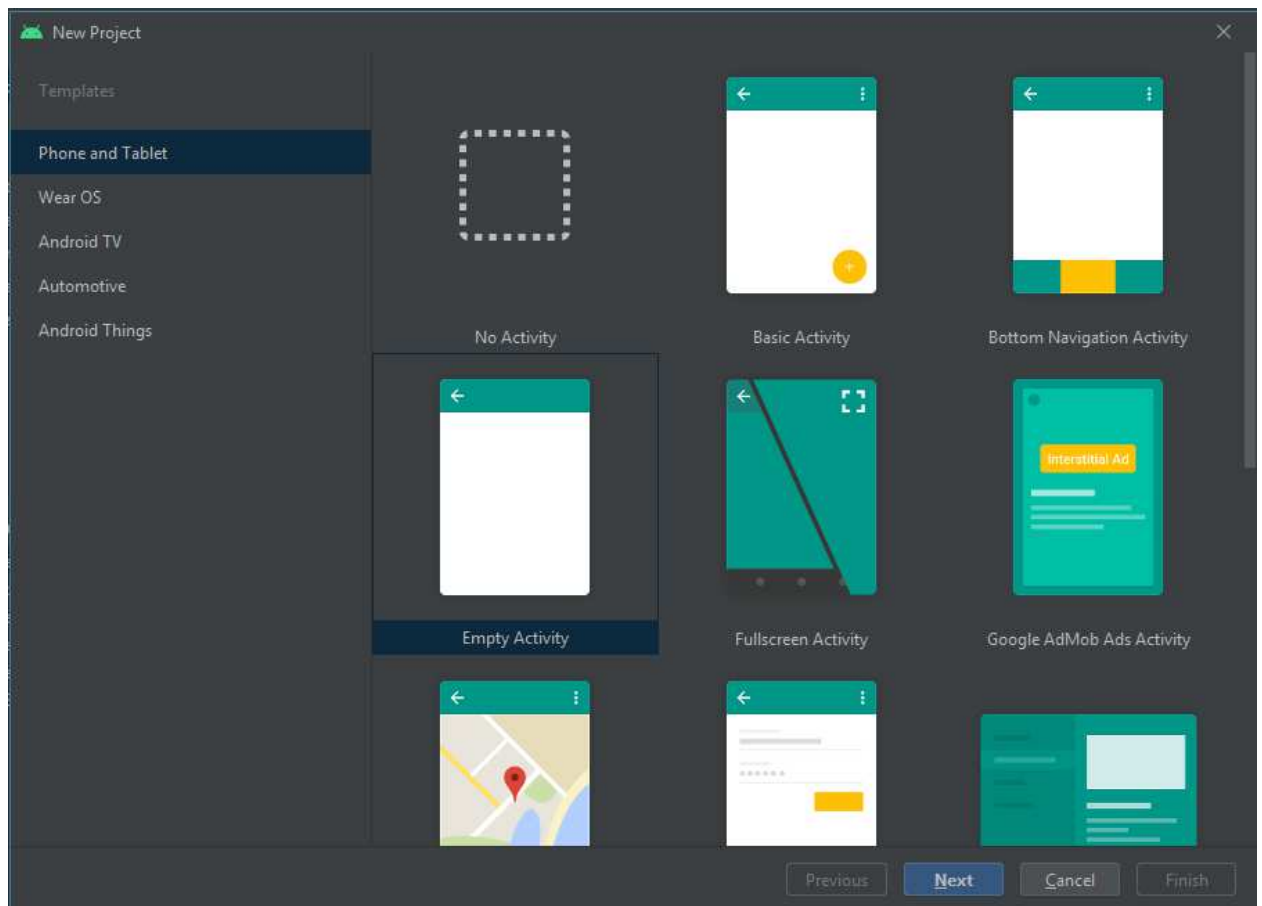 New Project
Templates
Phone and Tablet
Wear OS
Android TV
Automotive
Android Things
No Activity
Basic Activity
Bottom Navigation Activity
Empty Activity
Fullscreen Activity
Interstitial Ad
Google AdMob Ads Activity
Previous
Next
Cancel
Finish